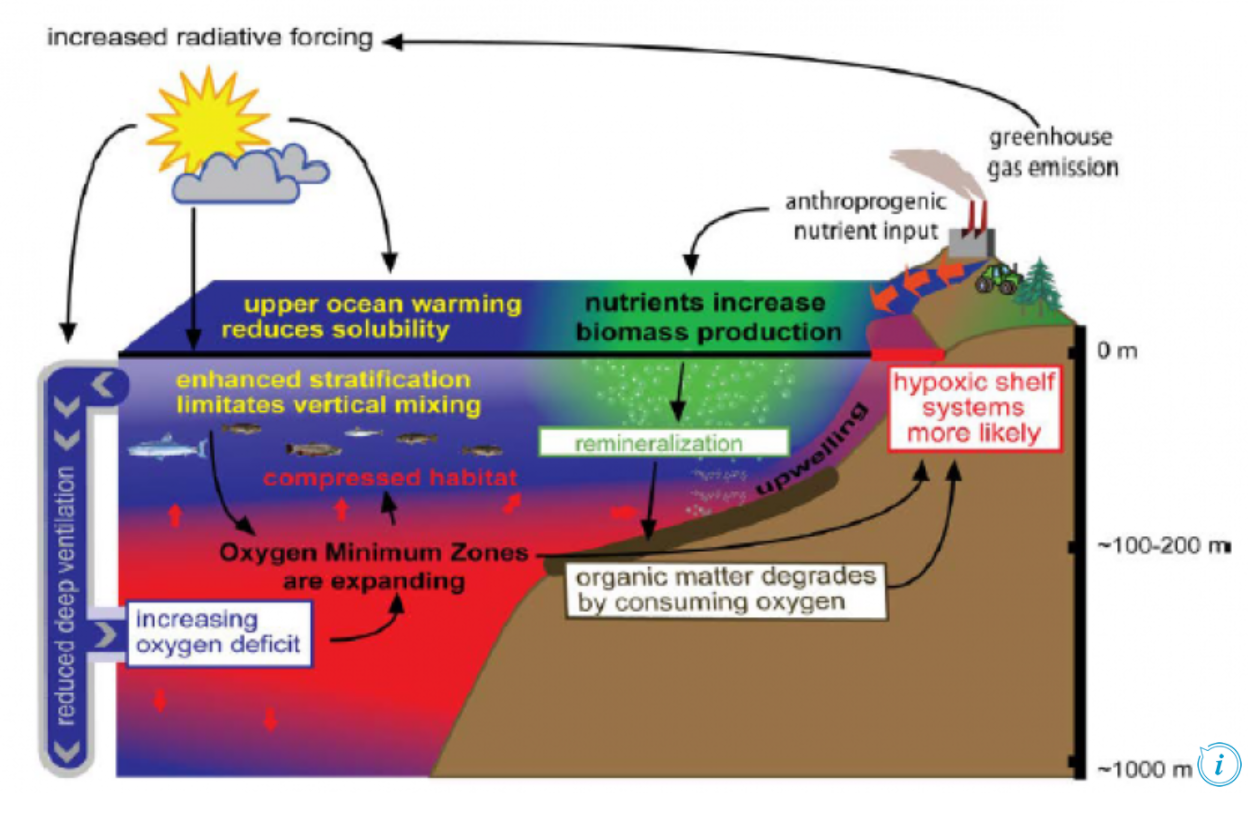 increased radiative forcing
greenhouse
gas emission
anthroprogenic
nutrient input
upper ocean warming
reduces solubility
nutrients increase
biomass production
0 m
enhanced stratification
limitates vertical mixing
hypoxic shelf
systems
more likely
remineralization
upwelling
compressed habitat
reduced deep ventilation
Oxygen Minimum Zones
are expanding
~100-200 m
organic matter degrades
by consuming oxygen
increasing
oxygen deficit
~1000 m
i